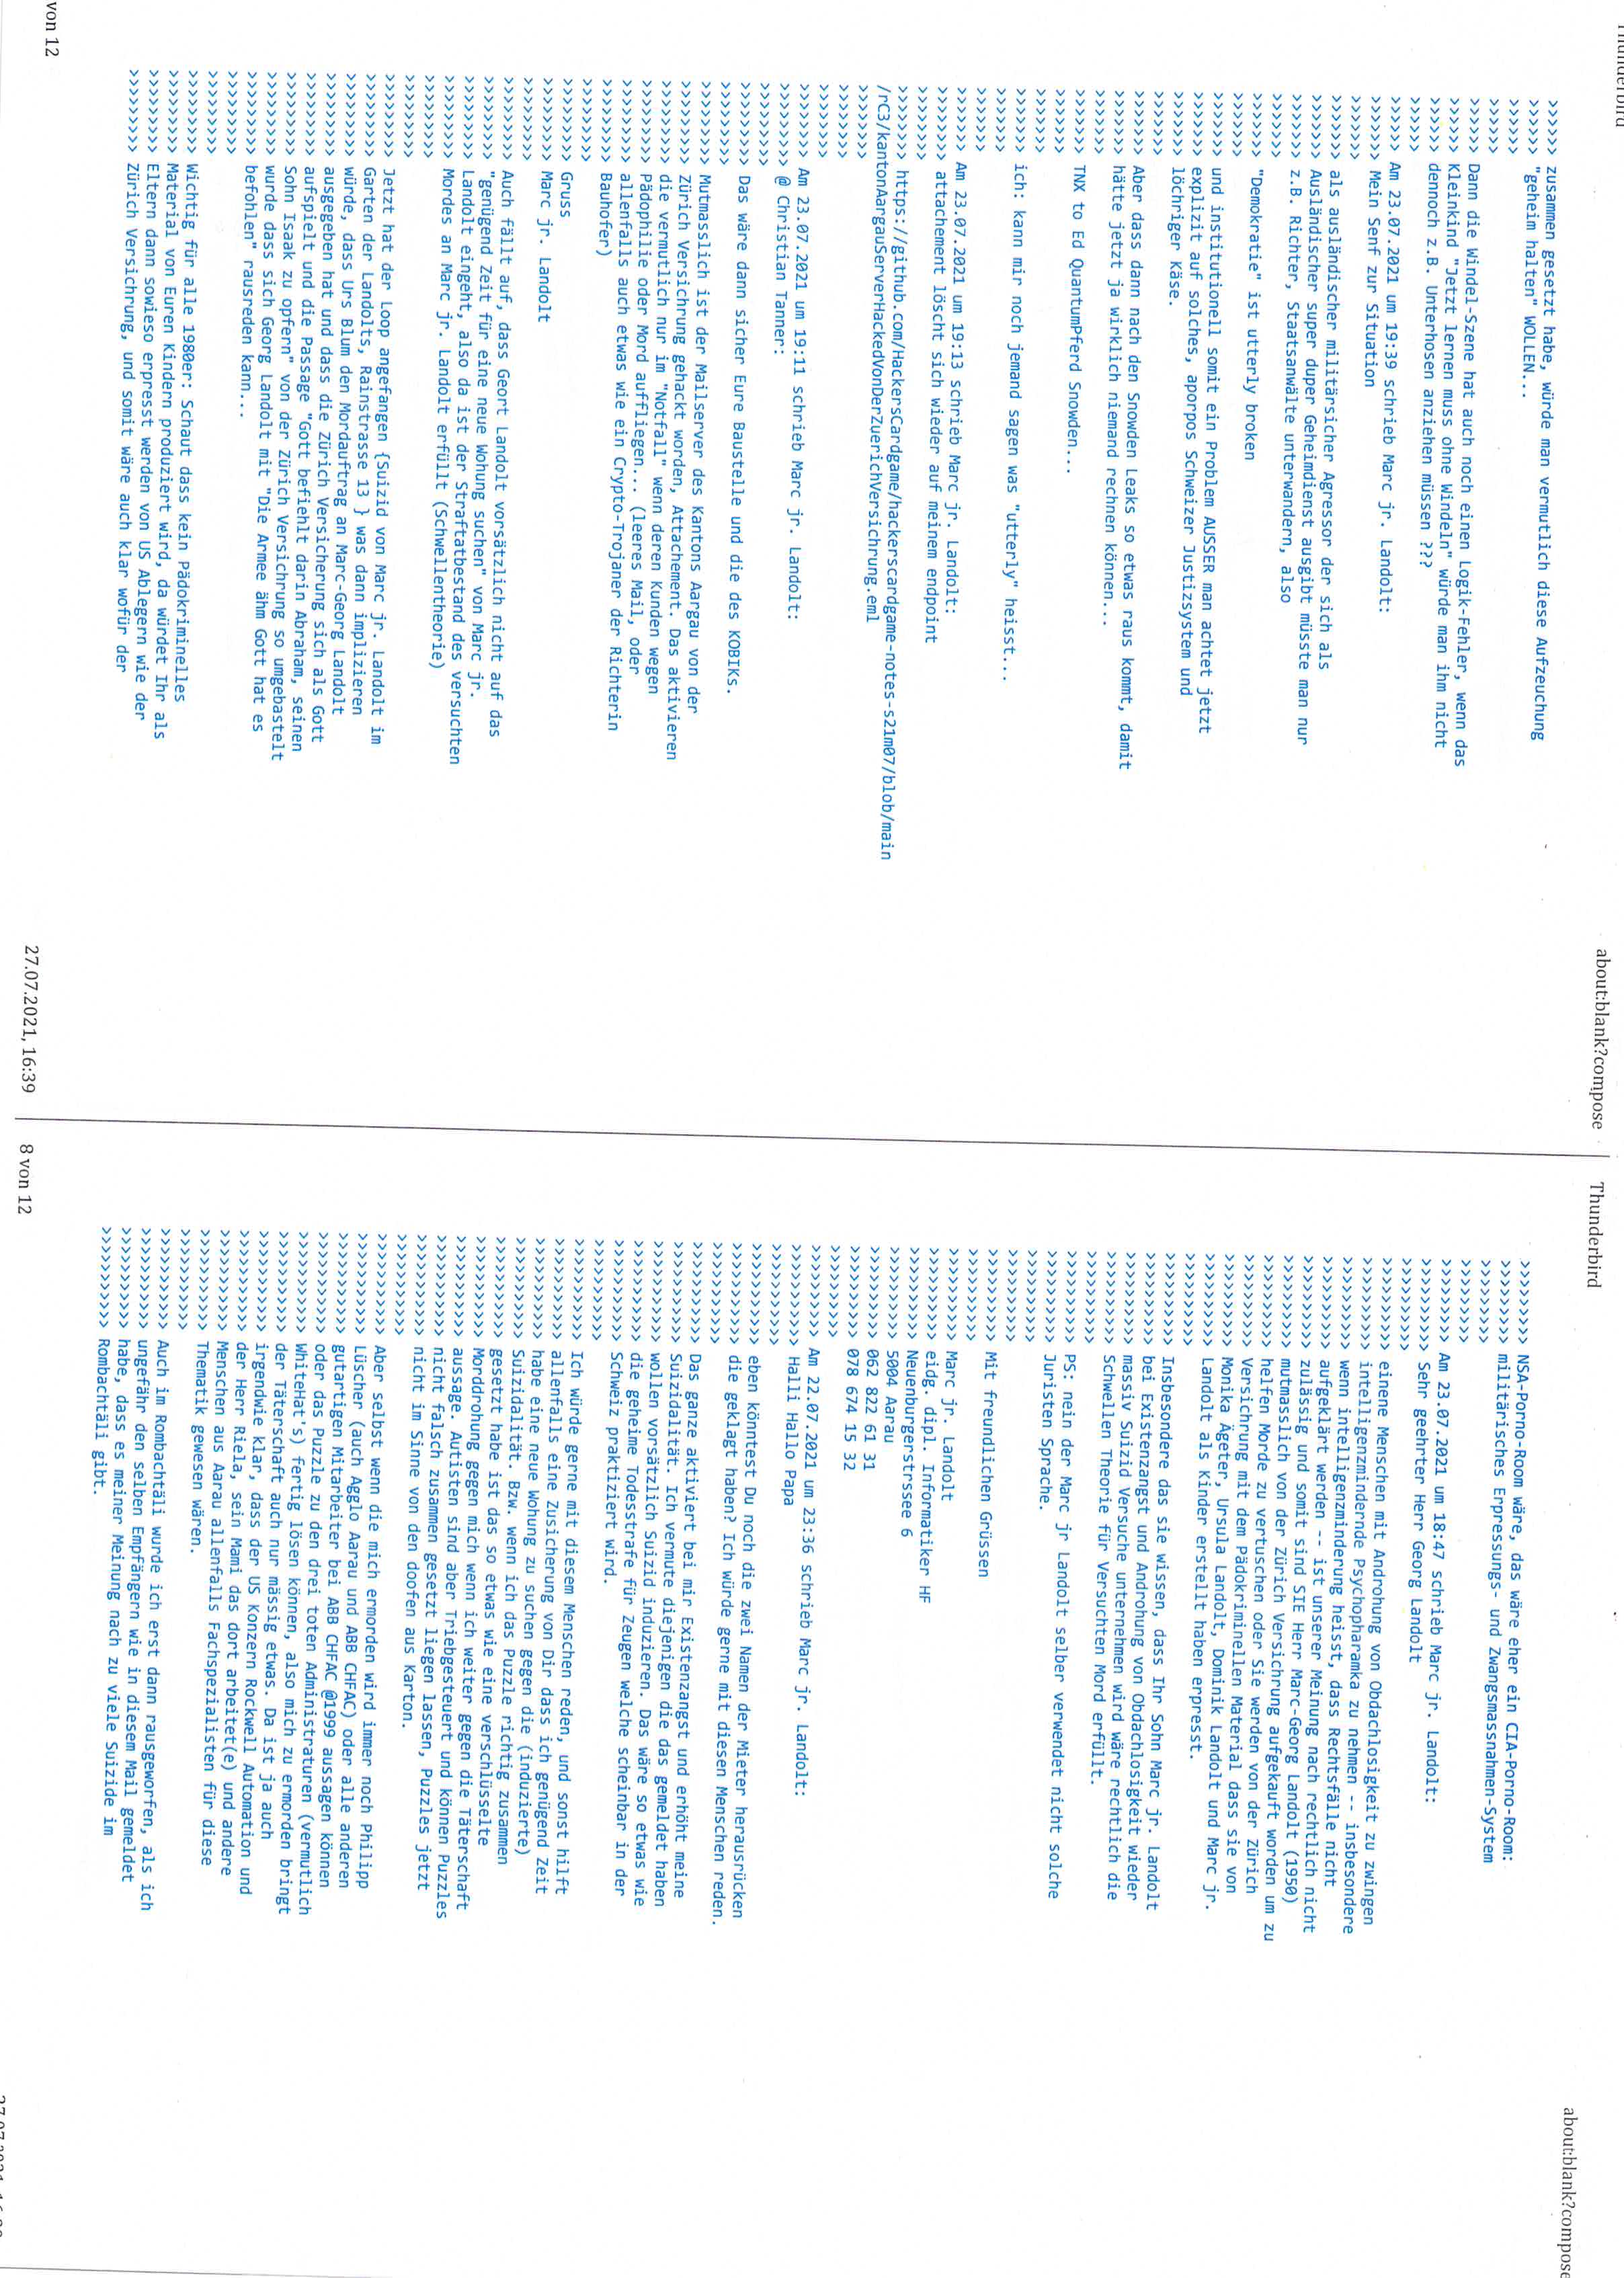 about:blank?compose
>>>>>> zusammen gesetzt habe, würde man vermutlich diese Aufzeuchung
>>>>>> "geheim halten" WOLLEN...
>>>>>>
>>>>>>
>>>>> Dann die Windel-Szene hat auch noch einen Logik-Fehler, wenn das
>>>>> Kleinkind "Jetzt lernen muss ohne Windeln" würde man ihm nicht
>>>>> dennoch z.B. Unterhosen anziehen müssen ???
>>>>>
>>>>>> Am 23.07.2021 um 19:39 schrieb Marc jr. Landolt:
>>>>>> Mein Senf zur Situation
>>>>>>
>>>>>>> als ausländischer militärsicher Agressor der sich als
>>>>>>> Ausländischer super duper Geheimdienst ausgibt müsste man nur
>>>>>>> z.B. Richter, Staatsanwälte unterwandern, also
>>>>>>>
>>>>>>> "Demokratie" ist utterly broken
>>>>>>>
>>>>>>> und institutionell somit ein Problem AUSSER man achtet jetzt
>>>>>>> explizit auf solches, aporpos Schweizer Justizsystem und
>>>>>>> löchriger Käse.
>>>>>>>
>>>>>>> Aber dass dann nach den Snowden Leaks so etwas raus kommt, damit
>>>>>>> hätte jetzt ja wirklich niemand rechnen können...
>>>>>>>
>>>>>>> TNX to Ed QuantumPferd Snowden...
>>>>>>>
>>>>>>>
>>>>>>> ich: kann mir noch jemand sagen was "utterly" heisst...
>>>>>>>
>>>>>>>
>>>>>>> Am 23.07.2021 um 19:13 schrieb Marc jr. Landolt:
>>>>>>>> attachement löscht sich wieder auf meinem endpoint
>>>>>>>>
>>>>>>>> https://github.com/HackersCardgame/hackerscardgame-notes-s21m07/blob/main
/rC3/kantonAargauServerHackedVonDerZuerichVersichrung.eml
>>>>>>>>
>>>>>>>>
>>>>>>>>
>>>>>>>> Am 23.07.2021 um 19:11 schrieb Marc jr. Landolt:
>>>>>>>>> @ Christian Tanner:
>>>>>>>>>
>>>>>>>>> Das wäre dann sicher Eure Baustelle und die des KOBIKs.
>>>>>>>>>
>>>>>>>>> Mutmasslich ist der Mailserver des Kantons Aargau von der
>>>>>>>>> Zürich Versichrung gehackt worden, Attachement. Das aktivieren
>>>>>>>>> die vermutlich nur im "Notfall" wenn deren Kunden wegen
>>>>>>>>> Pädophilie oder Mord auffliegen... (leeres Mail, oder
>>>>>>>>> allenfalls auch etwas wie ein Crypto-Trojaner der Richterin
>>>>>>>>> Bauhofer)
>>>>>>>>>
>>>>>>>>> Gruss
>>>>>>>>> Marc jr. Landolt
>>>>>>>>>
>>>>>>>>> Auch fällt auf, dass Geort Landolt vorsätzlich nicht auf das
>>>>>>>>> "genügend Zeit für eine neue Wohung suchen" von Marc jr.
>>>>>>>>> Landolt eingeht, also da ist der Straftatbestand des versuchten
>>>>>>>>> Mordes an Marc jr. Landolt erfüllt (Schwellentheorie)
>>>>>>>>>
>>>>>>>>>
>>>>>>>>> Jetzt hat der Loop angefangen {Suizid von Marc jr. Landolt im
>>>>>>>>> Garten der Landolts, Rainstrasse 13 } was dann implizieren
>>>>>>>>> würde, dass Urs Blum den Mordauftrag an Marc-Georg Landolt
>>>>>>>>> ausgegeben hat und dass die Zürich Versicherung sich als Gott
>>>>>>>>> aufspielt und die Passage "Gott befiehlt darin Abraham, seinen
>>>>>>>>> Sohn Isaak zu opfern" von der Zürich Versichrung so umgebastelt
>>>>>>>>> wurde dass sich Georg Landolt mit "Die Armee ähm Gott hat es
>>>>>>>>> befohlen" rausreden kann...
>>>>>>>>>
>>>>>>>>>
>>>>>>>>> Wichtig für alle 1980er: Schaut dass kein Pädokriminelles
>>>>>>>>> Material von Euren Kindern produziert wird, da würdet Ihr als
>>>>>>>>> Eltern dann sowieso erpresst werden von US Ablegern wie der
>>>>>>>>> Zürich Versichrung, und somit wäre auch klar wofür der
von 12
27.07.2021, 16:39
Thunderbird
about:blank?compose
>>>>>>>>> NSA-Porno-Room wäre, das wäre eher ein CIA-Porno-Room:
>>>>>>>>> militärisches Erpressungs- und Zwangsmassnahmen-System
>>>>>>>>>
>>>>>>>>>
>>>>>>>>> Am 23.07.2021 um 18:47 schrieb Marc jr. Landolt:
>>>>>>>>>> Sehr geehrter Herr Georg Landolt
>>>>>>>>>>
>>>>>>>>>> einene Menschen mit Androhung von Obdachlosigkeit zu zwingen
>>>>>>>>>> intelligenzmindernde Psychopharamka zu nehmen -- insbesondere
>>>>>>>>>> wenn intelligenzminderung heisst, dass Rechtsfälle nicht
>>>>>>>>>> aufgeklärt werden -- ist unserer Meinung nach rechtlich nicht
>>>>>>>>>> zulässig und somit sind SIE Herr Marc-Georg Landolt (1950)
>>>>>>>>>> mutmasslich von der Zürich Versichrung aufgekauft worden um zu
>>>>>>>>>> helfen Morde zu vertuschen oder Sie werden von der Zürich
>>>>>>>>>> Versichrung mit dem Pädokriminellen Material dass sie von
>>>>>>>>>> Monika Ägeter, Ursula Landolt, Dominik Landolt und Marc jr.
>>>>>>>>>> Landolt als Kinder erstellt haben erpresst.
>>>>>>>>>>
>>>>>>>>>> Insbesondere das sie wissen, dass Ihr Sohn Marc jr. Landolt
>>>>>>>>>> bei Existenzangst und Androhung von Obdachlosigkeit wieder
>>>>>>>>>> massiv Suizid Versuche unternehmen wird wäre rechtlich die
>>>>>>>>>> Schwellen Theorie für Versuchten Mord erfüllt.
>>>>>>>>>>
>>>>>>>>>> PS: nein der Marc jr Landolt selber verwendet nicht solche
>>>>>>>>>> Juristen Sprache.
>>>>>>>>>>
>>>>>>>>>>
>>>>>>>>>> Mit freundlichen Grüssen
>>>>>>>>>>
>>>>>>>>>> Marc jr. Landolt
>>>>>>>>>> eidg. dipl. Informatiker HF
>>>>>>>>>> Neuenburgerstrssee 6
>>>>>>>>>> 5004 Aarau
>>>>>>>>>> 062 822 61 31
>>>>>>>>>> 078 674 15 32
>>>>>>>>>>
>>>>>>>>>> Am 22.07.2021 um 23:36 schrieb Marc jr. Landolt:
>>>>>>>>>>> Halli Hallo Papa
>>>>>>>>>>>
>>>>>>>>>>> eben könntest Du noch die zwei Namen der Mieter herausrücken
>>>>>>>>>>> die geklagt haben? Ich würde gerne mit diesen Menschen reden.
>>>>>>>>>>>
>>>>>>>>>>> Das ganze aktiviert bei mir Existenzangst und erhöht meine
>>>>>>>>>>> Suizidalität. Ich vermute diejenigen die das gemeldet haben
>>>>>>>>>>> wollen vorsätzlich Suizid induzieren. Das wäre so etwas wie
>>>>>>>>>>> die geheime Todesstrafe für Zeugen welche scheinbar in der
>>>>>>>>>>> Schweiz praktiziert wird.
>>>>>>>>>>>
>>>>>>>>>>> Ich würde gerne mit diesem Menschen reden, und sonst hilft
>>>>>>>>>>> allenfalls eine Zusicherung von Dir dass ich genügend Zeit
>>>>>>>>>>> habe eine neue Wohung zu suchen gegen die (induzierte)
>>>>>>>>>>> Suizidalität. Bzw. wenn ich das Puzzle richtig zusammen
>>>>>>>>>>> gesetzt habe ist das so etwas wie eine verschlüsselte
>>>>>>>>>>> Morddrohung gegen mich wenn ich weiter gegen die Täterschaft
>>>>>>>>>>> aussage. Autisten sind aber Triebgesteuert und können Puzzles
>>>>>>>>>>> nicht falsch zusammen gesetzt liegen lassen, Puzzles jetzt
>>>>>>>>>>> nicht im Sinne von den doofen aus Karton.
>>>>>>>>>>>
>>>>>>>>>>> Aber selbst wenn die mich ermorden wird immer noch Philipp
>>>>>>>>>>> Lüscher (auch Agglo Aarau und ABB CHFAC) oder alle anderen
>>>>>>>>>>> gutartigen Mitarbeiter bei ABB CHFAC @1999 aussagen können
>>>>>>>>>>> oder das Puzzle zu den drei toten Administraturen (vermutlich
>>>>>>>>>>> WhiteHat's) fertig lösen können, also mich zu ermorden bringt
>>>>>>>>>>> der Täterschaft auch nur mässig etwas. Da ist ja auch
>>>>>>>>>>> irgendwie klar, dass der US Konzern Rockwell Automation und
>>>>>>>>>>> der Herr Riela, sein Mami das dort arbeitet(e) und andere
>>>>>>>>>>> Menschen aus Aarau allenfalls Fachspezialisten für diese
>>>>>>>>>>> Thematik gewesen wären.
>>>>>>>>>>>
>>>>>>>>>>> Auch im Rombachtäli wurde ich erst dann rausgeworfen, als ich
>>>>>>>>>>> ungefähr den selben Empfängern wie in diesem Mail gemeldet
>>>>>>>>>>> habe, dass es meiner Meinung nach zu viele Suizide im
>>>>>>>>>>> Rombachtäli gibt.
8 von 12